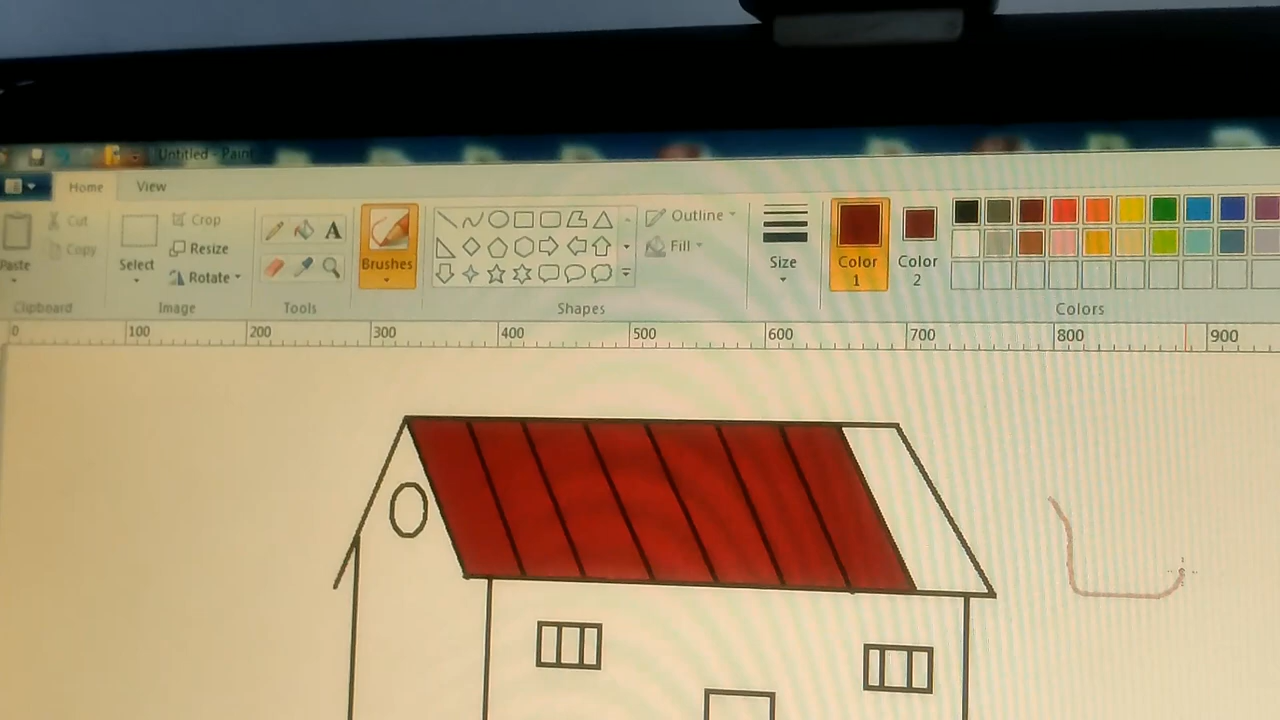 Untitled - Paint
Home View
Paste Cut Copy Select Crop Resize Rotate A Brushes Outline Fill Size Color 1 Color 2
Clipboard Image Tools Shapes Colors
0 100 200 300 400 500 600 700 800 900